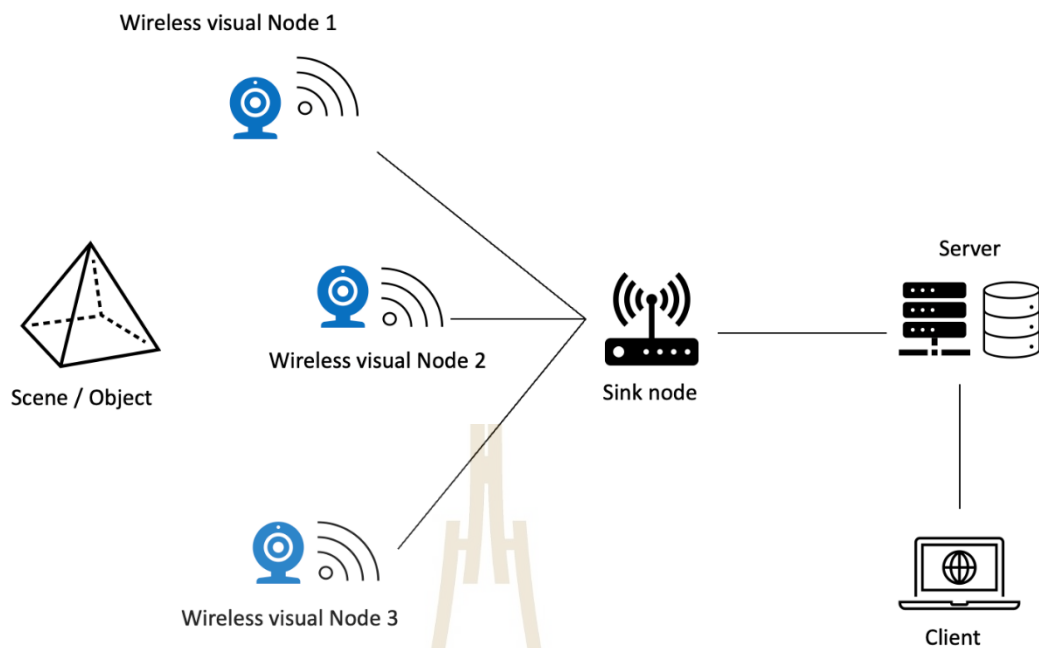 Wireless visual Node 1
Server
Wireless visual Node 2
Scene / Object
Sink node
Wireless visual Node 3
Client